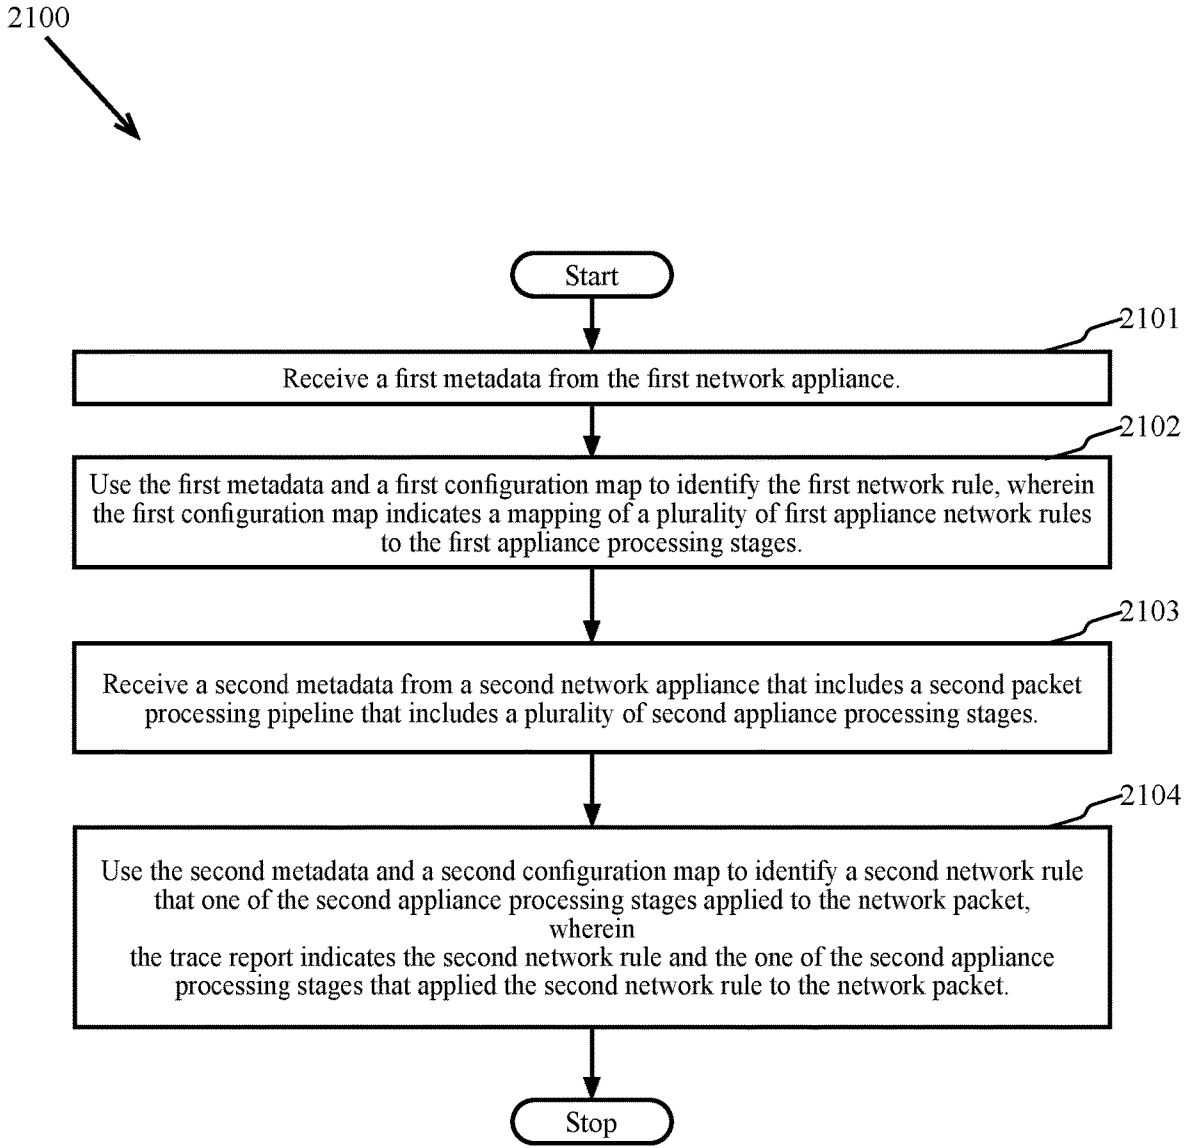 2100
Start
2101
Receive a first metadata from the first network appliance.
2102
Use the first metadata and a first configuration map to identify the first network rule, wherein
the first configuration map indicates a mapping of a plurality of first appliance network rules
to the first appliance processing stages.
2103
Receive a second metadata from a second network appliance that includes a second packet
processing pipeline that includes a plurality of second appliance processing stages.
2104
Use the second metadata and a second configuration map to identify a second network rule
that one of the second appliance processing stages applied to the network packet,
wherein
the trace report indicates the second network rule and the one of the second appliance
processing stages that applied the second network rule to the network packet.
Stop